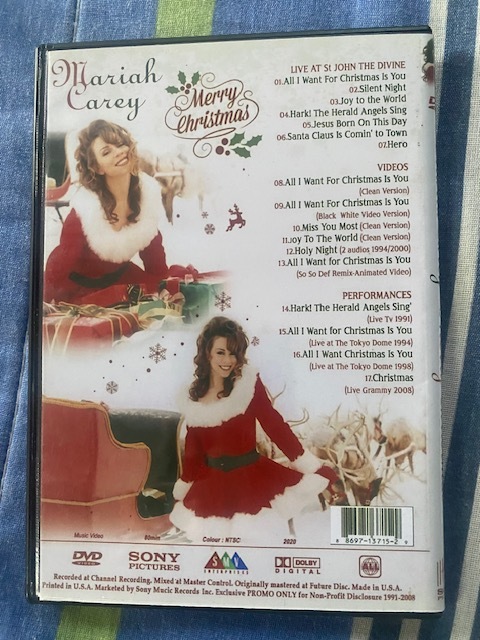 Mariah
Carey
Merry
Christmas
LIVE AT St JOHN THE DIVINE
01.All I Want For Christmas Is You
02.Silent Night
03.Joy to the World
04.Hark! The Herald Angels Sing
05.Jesus Born On This Day
06.Santa Claus Is Comin' to Town
07.Hero
VIDEOS
08.All I Want For Christmas Is You
(Clean Version)
09.All I Want For Christmas Is You
(Black White Video Version)
10.Miss You Most (Clean Version)
11.Joy To The World (Clean Version)
12.Holy Night (2 audios 1994/2000)
13.All I Want for Christmas Is You
(So So Def Remix-Animated Video)
PERFORMANCES
14.Hark! The Herald Angels Sing'
(Live Tv 1991)
15.All I Want for Christmas Is You
(Live at The Tokyo Dome 1994)
16.All I Want Christmas Is You
(Live at The Tokyo Dome 1998)
17.Christmas
(Live Grammy 2008)
8 8697-13715-2 9
Music Video 60min Colour : NTSC 2020
DVD
VIDEO
SONY
PICTURES
SMV
ENTERPRISES
DOLBY
DIGITAL
ALL
Recorded at Channel Recording. Mixed at Master Control. Originally mastered at Future Disc. Made in U.S.A.
Printed in U.S.A. Marketed by Sony Mucic Records Inc. Exclusive PROMO ONLY for Non-Profit Disclosure 1991-2008